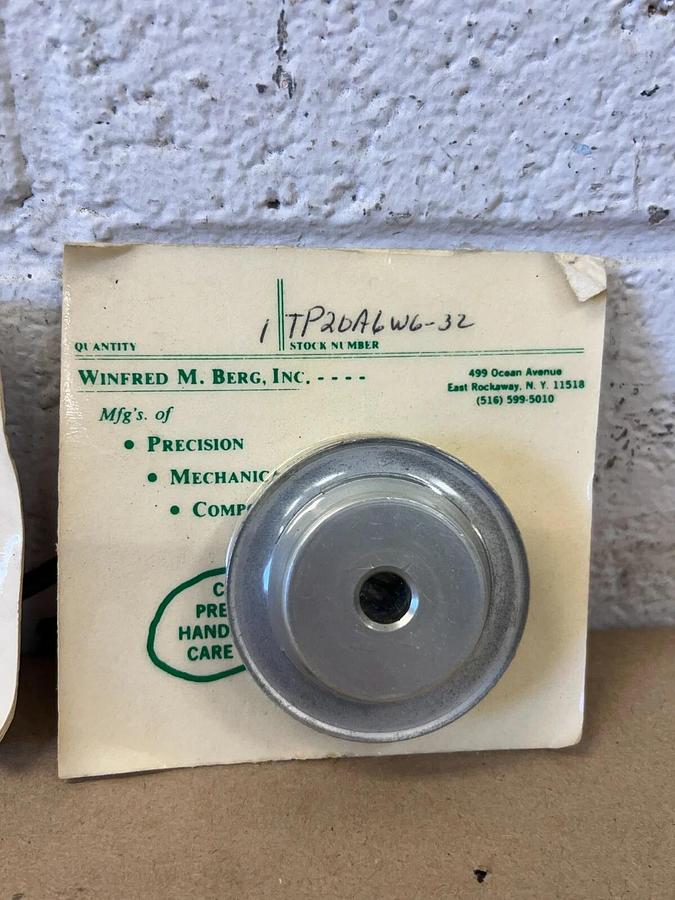 1 TP20A6W6-32
QUANTITY STOCK NUMBER
WINFRED M. BERG, INC. - - - -
499 Ocean Avenue
East Rockaway, N. Y. 11518
(516) 599-5010
Mfg's. of
• PRECISION
• MECHANIC
• COMP
C
PRE
HAND
CARE